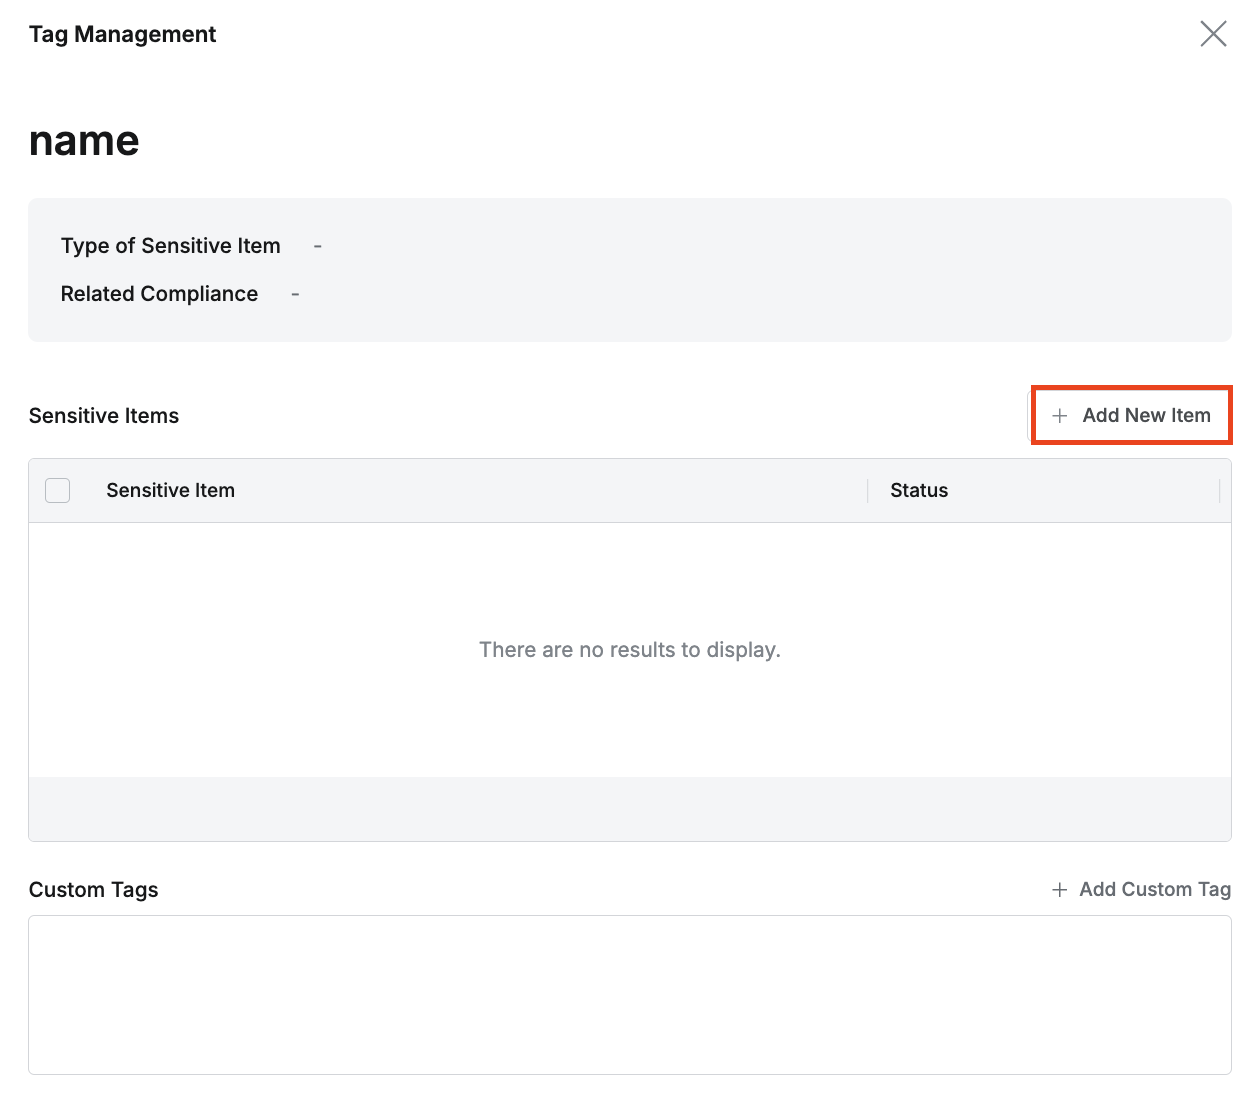 Tag Management
name
Type of Sensitive Item -
Related Compliance -
Sensitive Items
+ Add New Item
Sensitive Item Status
There are no results to display.
Custom Tags
+ Add Custom Tag